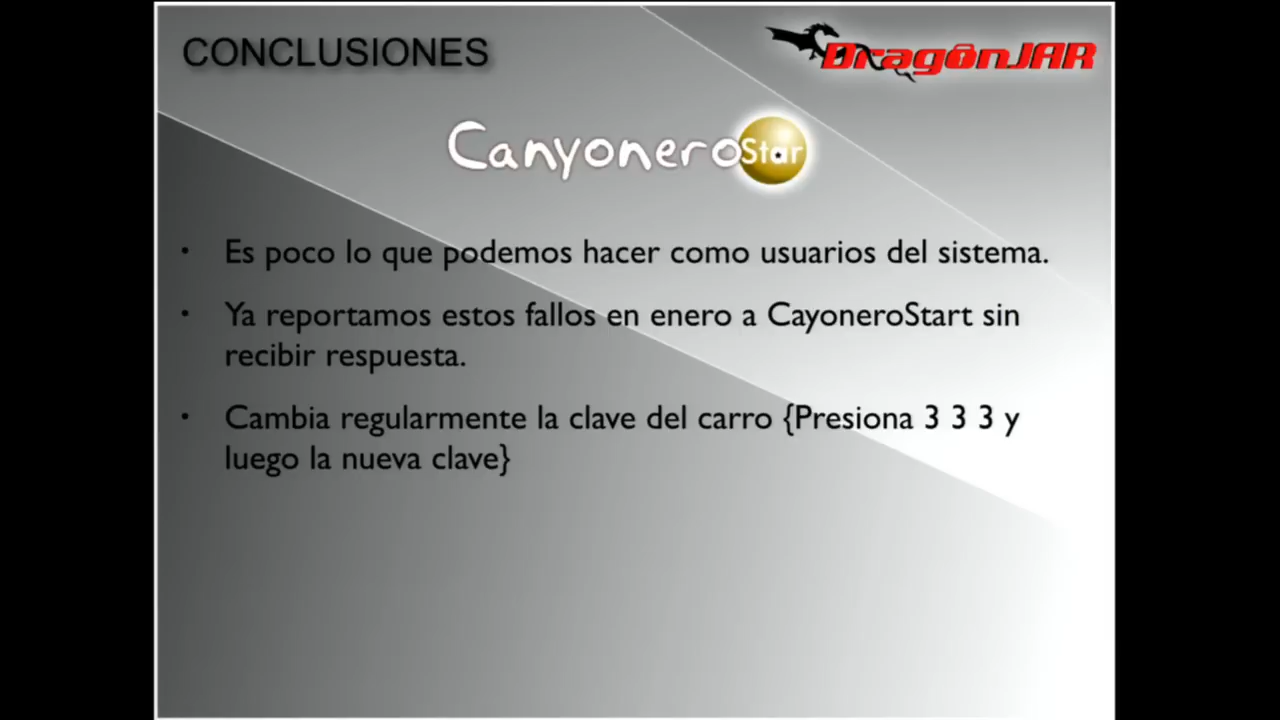 CONCLUSIONES
DragonJAR
CanyoneroStar
• Es poco lo que podemos hacer como usuarios del sistema.
• Ya reportamos estos fallos en enero a CayoneroStart sin
recibir respuesta.
• Cambia regularmente la clave del carro {Presiona 3 3 3 y
luego la nueva clave}